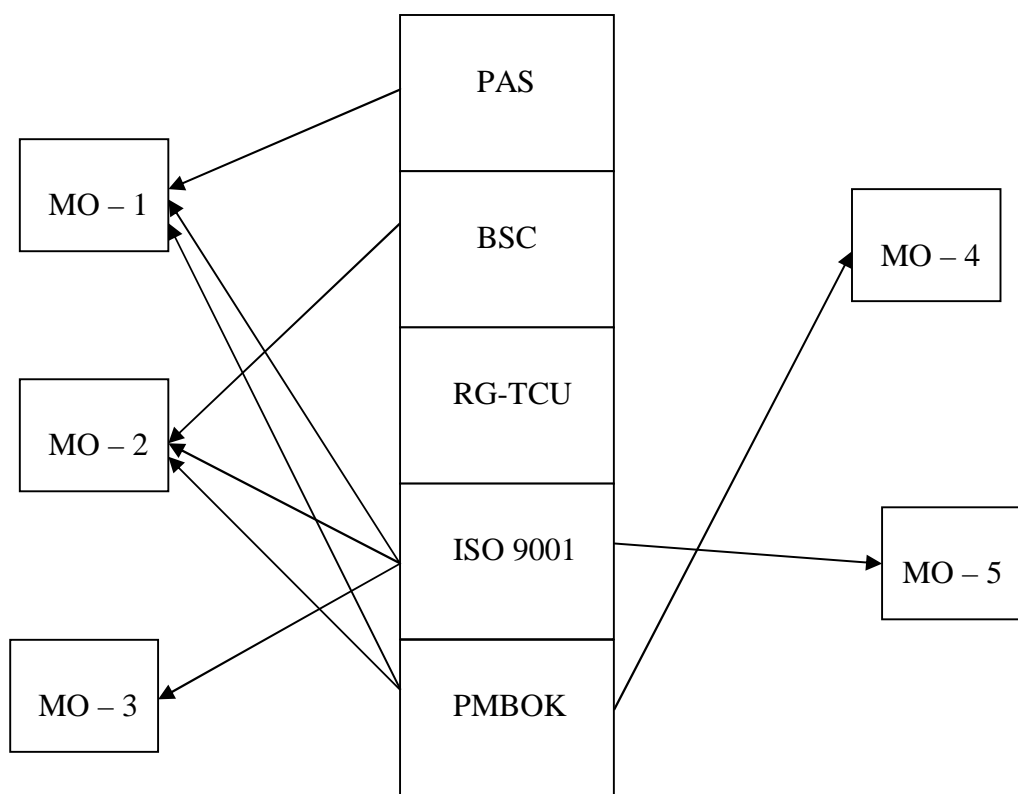 PAS
MO – 1
BSC
MO – 4
RG-TCU
MO – 2
ISO 9001
MO – 5
MO – 3
PMBOK